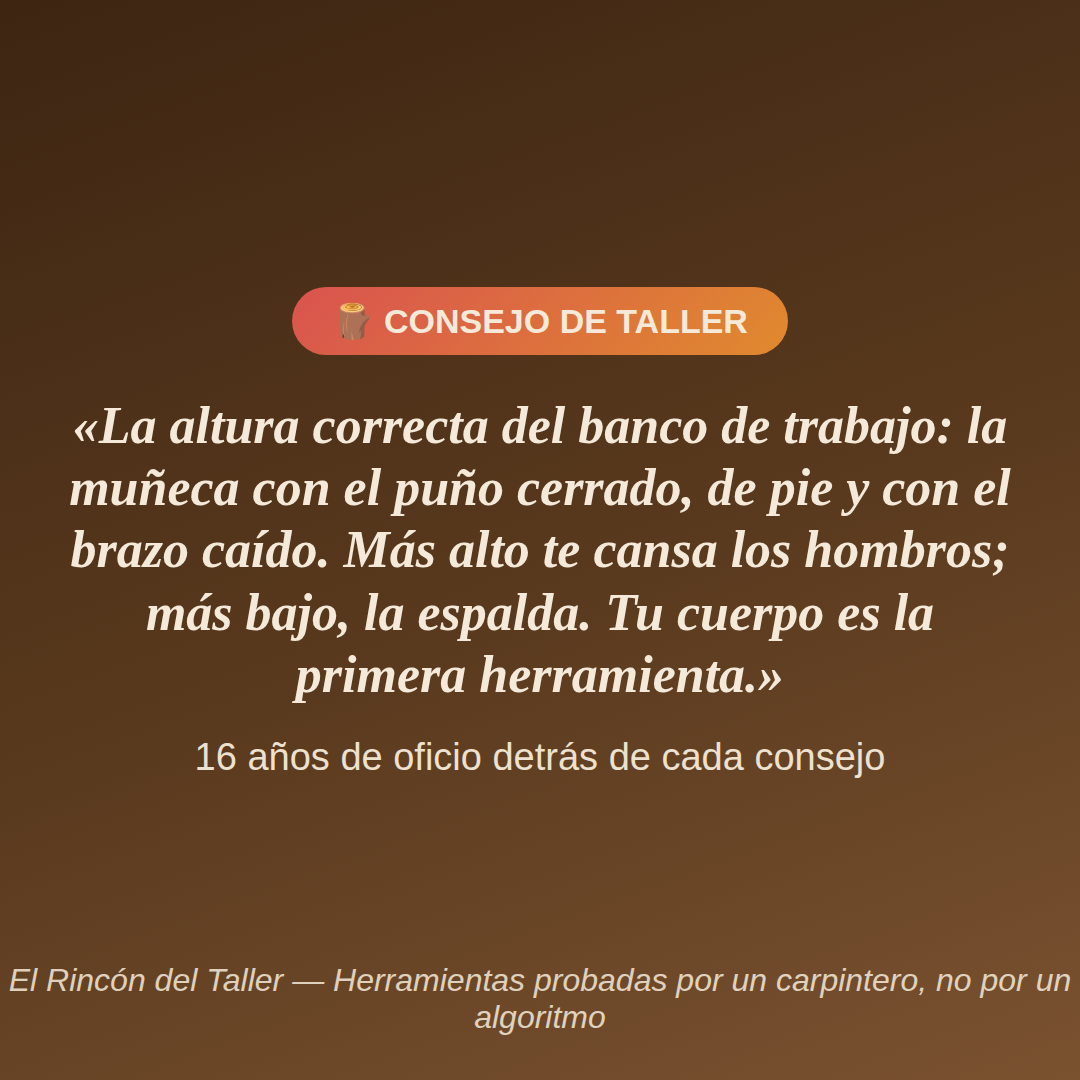 🪵 CONSEJO DE TALLER
«La altura correcta del banco de trabajo: la
muñeca con el puño cerrado, de pie y con el
brazo caído. Más alto te cansa los hombros;
más bajo, la espalda. Tu cuerpo es la
primera herramienta.»
16 años de oficio detrás de cada consejo
El Rincón del Taller — Herramientas probadas por un carpintero, no por un
algoritmo